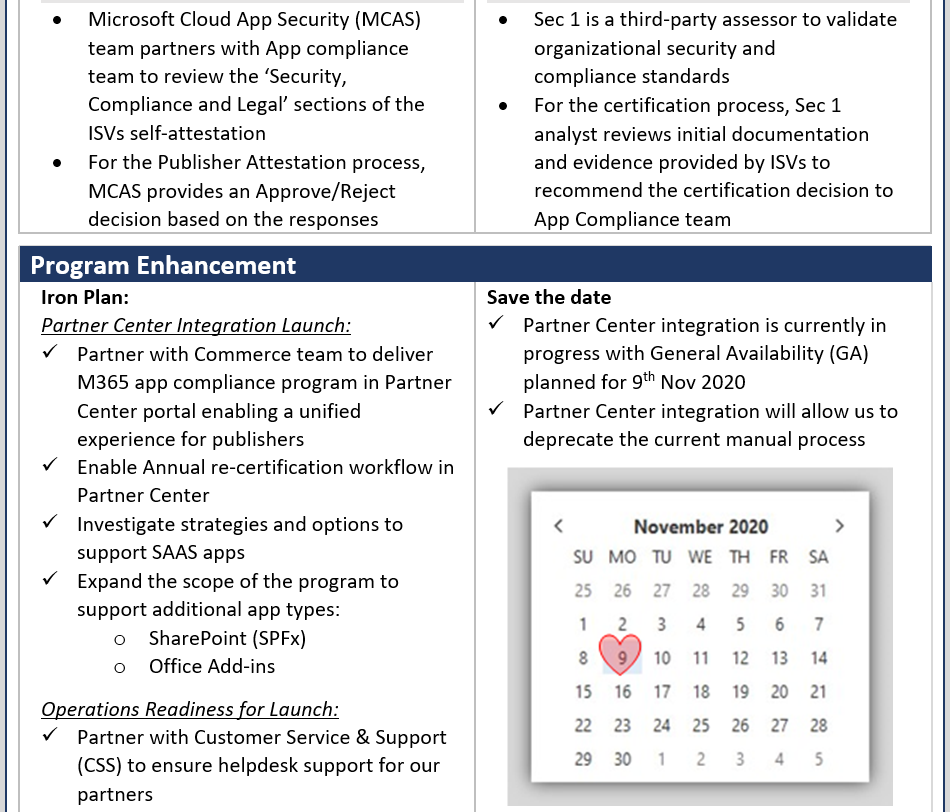 • Microsoft Cloud App Security (MCAS)
team partners with App compliance
team to review the ‘Security,
Compliance and Legal’ sections of the
ISVs self-attestation
• For the Publisher Attestation process,
MCAS provides an Approve/Reject
decision based on the responses
• Sec 1 is a third-party assessor to validate
organizational security and
compliance standards
• For the certification process, Sec 1
analyst reviews initial documentation
and evidence provided by ISVs to
recommend the certification decision to
App Compliance team
Program Enhancement
Iron Plan:
Partner Center Integration Launch:
✓ Partner with Commerce team to deliver
M365 app compliance program in Partner
Center portal enabling a unified
experience for publishers
✓ Enable Annual re-certification workflow in
Partner Center
✓ Investigate strategies and options to
support SAAS apps
✓ Expand the scope of the program to
support additional app types:
o SharePoint (SPFx)
o Office Add-ins
Operations Readiness for Launch:
✓ Partner with Customer Service & Support
(CSS) to ensure helpdesk support for our
partners
Save the date
✓ Partner Center integration is currently in
progress with General Availability (GA)
planned for 9th Nov 2020
✓ Partner Center integration will allow us to
deprecate the current manual process
< November 2020 >
SU MO TU WE TH FR SA
25 26 27 28 29 30 31
1 2 3 4 5 6 7
8 9 10 11 12 13 14
15 16 17 18 19 20 21
22 23 24 25 26 27 28
29 30 1 2 3 4 5